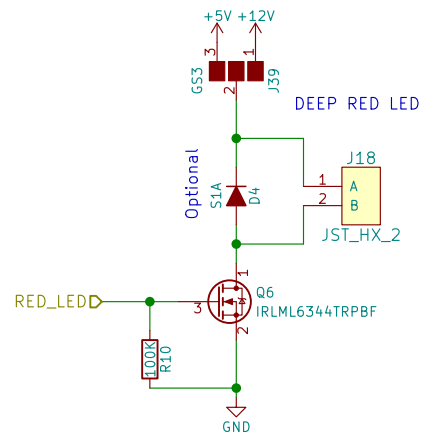 +5V +12V
3 1
GS3 J39
2
DEEP RED LED
Optional
S1A D4
J18
1 A
2 B
JST_HX_2
1
Q6
RED_LED
3
IRLML6344TRPBF
2
100K R10
GND